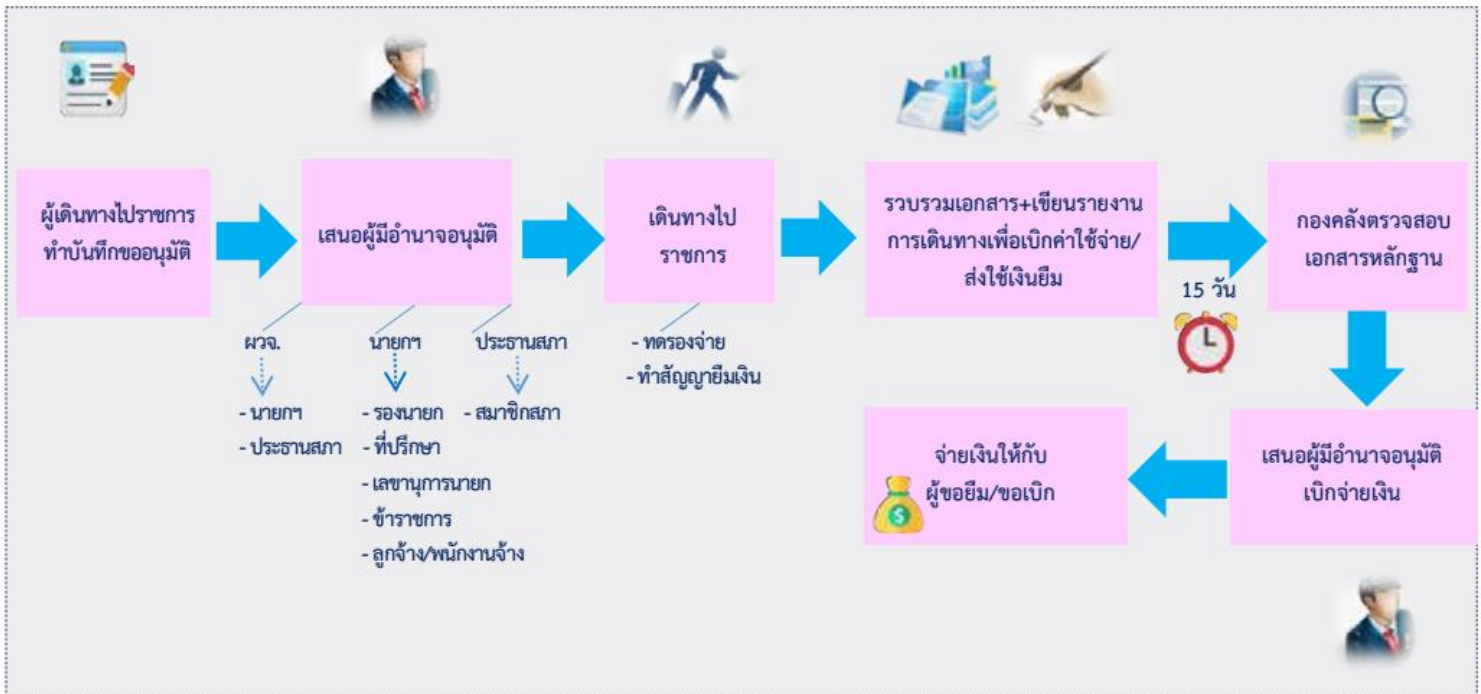 ผู้เดินทางไปราชการ
ทำบันทึกขออนุมัติ
เสนอผู้มีอำนาจอนุมัติ
เดินทางไป
ราชการ
รวบรวมเอกสาร+เขียนรายงาน
การเดินทางเพื่อเบิกค่าใช้จ่าย/
ส่งใช้เงินยืม
15 วัน
กองคลังตรวจสอบ
เอกสารหลักฐาน
ผวจ.
- นายกฯ
- ประธานสภา
นายกฯ
- รองนายก
- ที่ปรึกษา
- เลขานุการนายก
- ข้าราชการ
- ลูกจ้าง/พนักงานจ้าง
ประธานสภา
- สมาชิกสภา
- ทดรองจ่าย
- ทำสัญญายืมเงิน
เสนอผู้มีอำนาจอนุมัติ
เบิกจ่ายเงิน
จ่ายเงินให้กับ
ผู้ขอยืม/ขอเบิก